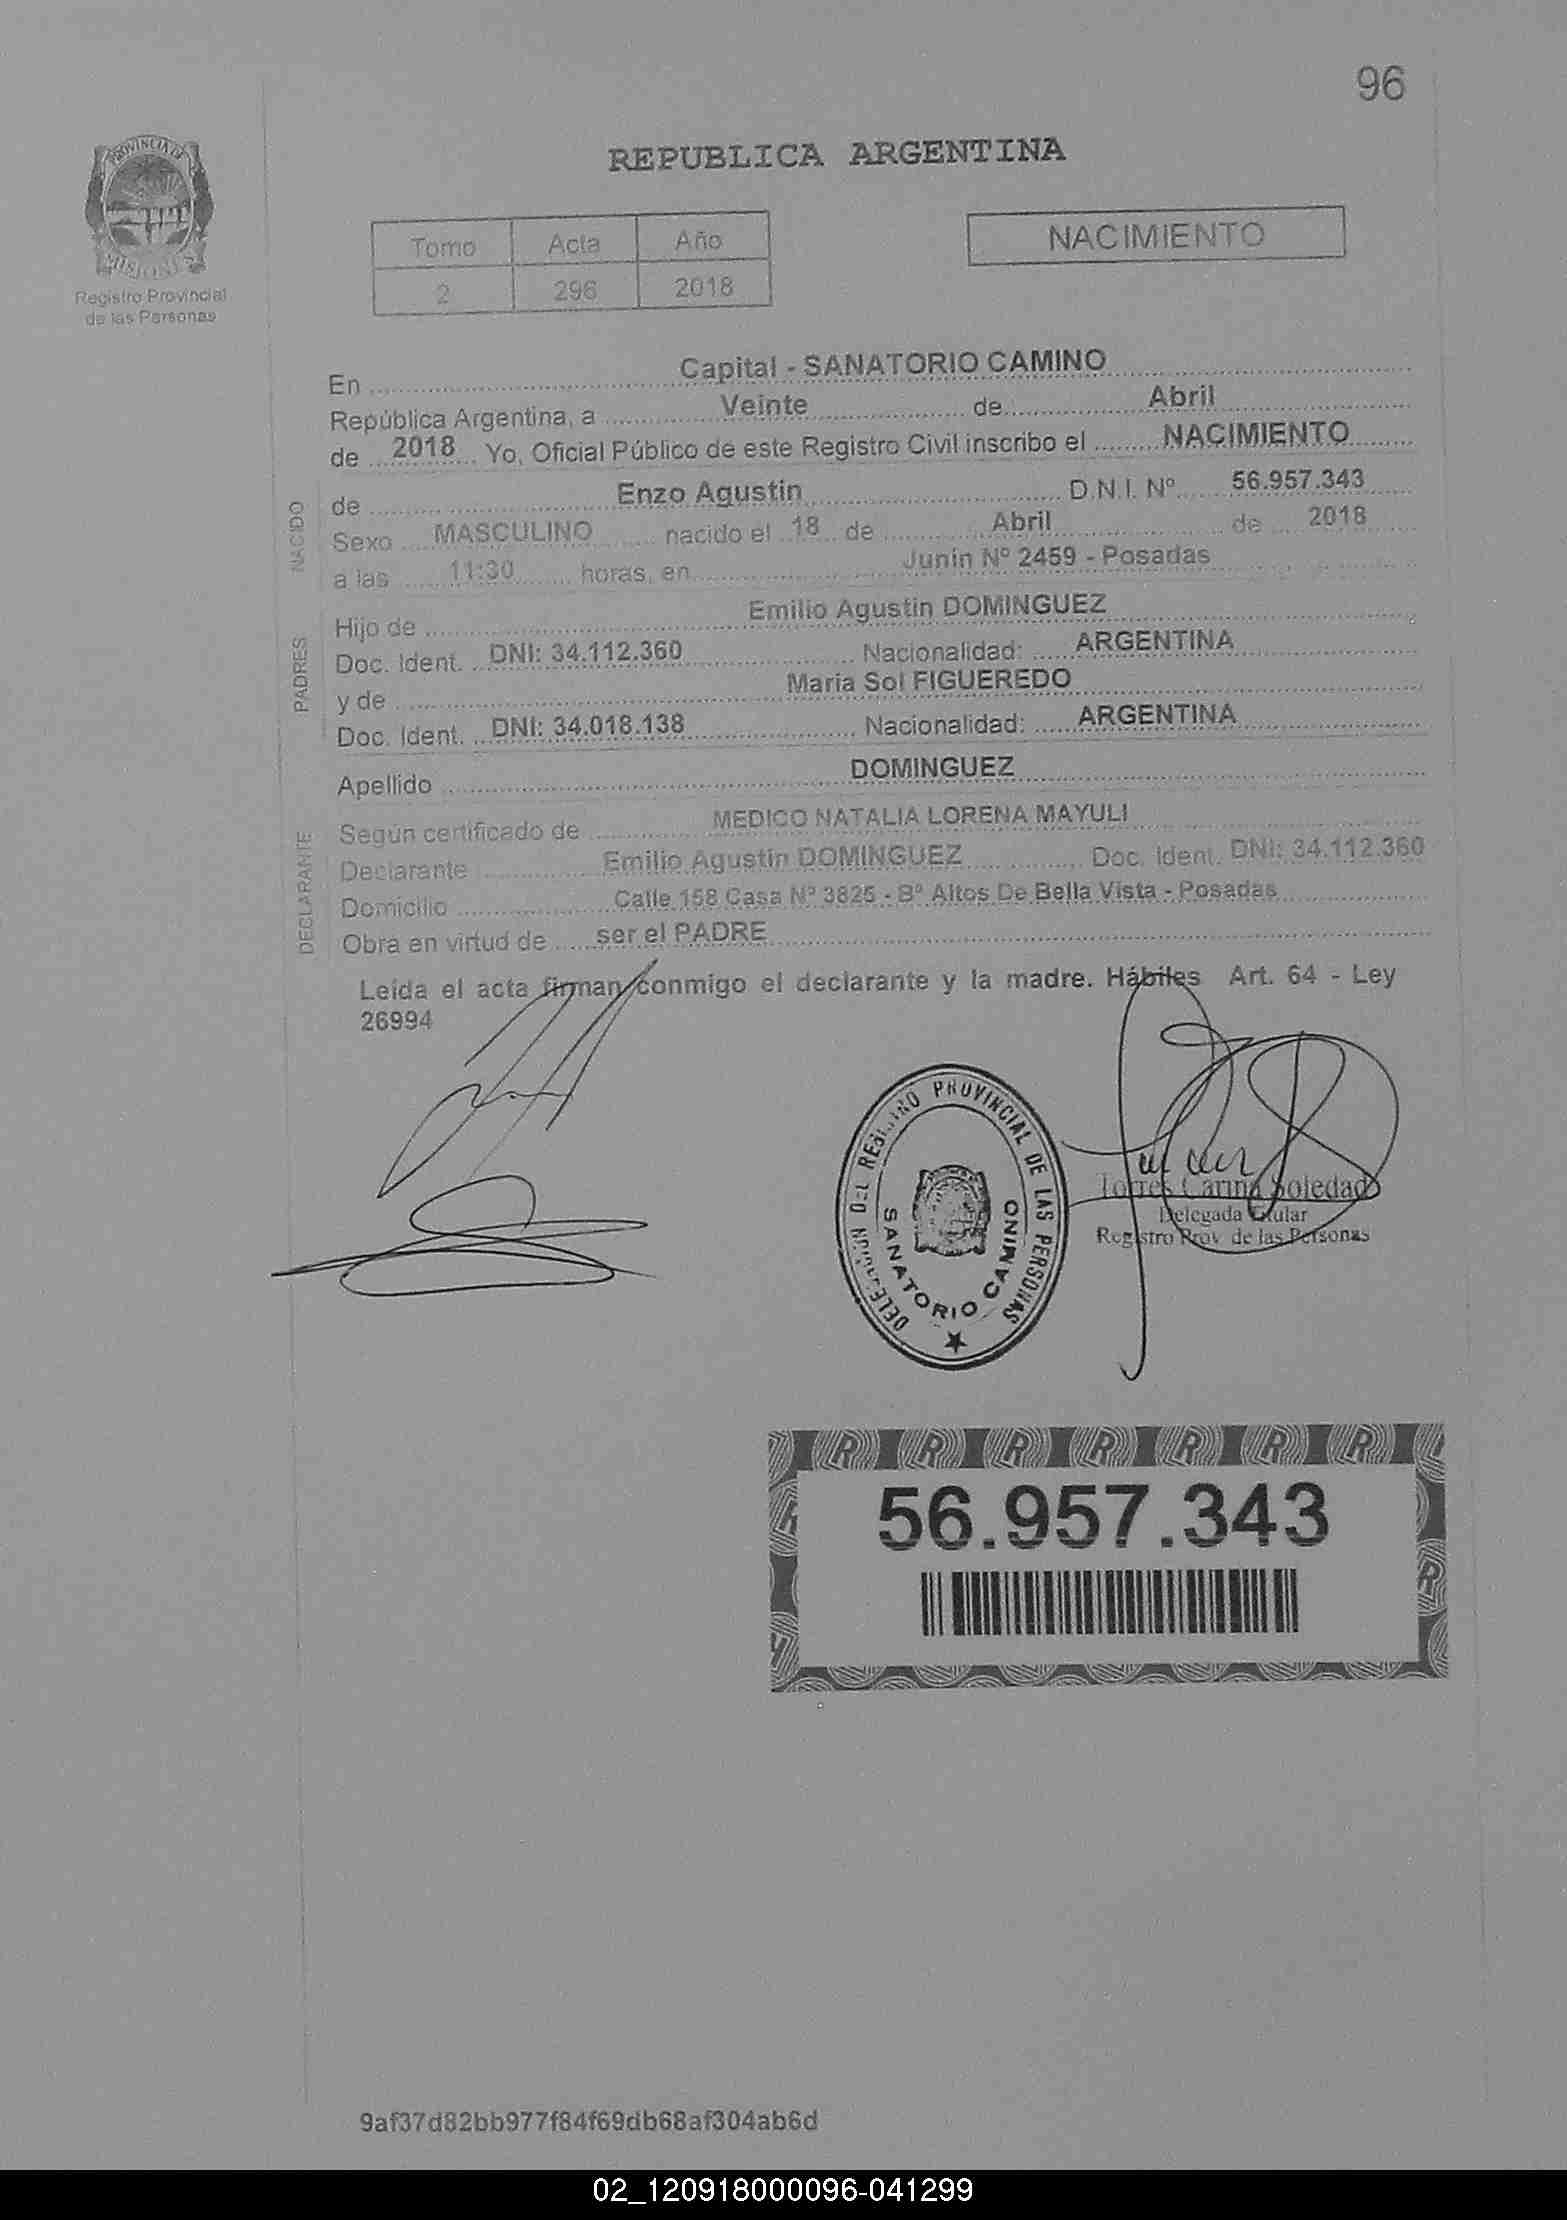 96
PROVINCIA DE
MISIONES
Registro Provincial
de las Personas
REPUBLICA ARGENTINA
Tomo Acta Año
2 296 2018
NACIMIENTO
En Capital - SANATORIO CAMINO
República Argentina, a Veinte de Abril
de 2018 Yo, Oficial Público de este Registro Civil inscribo el NACIMIENTO
NACIDO
de Enzo Agustin D.N.I. Nº 56.957.343
Sexo MASCULINO nacido el 18 de Abril de 2018
a las 11:30 horas, en Junin Nº 2459 - Posadas
PADRES
Hijo de Emilio Agustin DOMINGUEZ
Doc. Ident. DNI: 34.112.360 Nacionalidad: ARGENTINA
y de Maria Sol FIGUEREDO
Doc. Ident. DNI: 34.018.138 Nacionalidad: ARGENTINA
Apellido DOMINGUEZ
DECLARANTE
Según certificado de MEDICO NATALIA LORENA MAYULI
Declarante Emilio Agustin DOMINGUEZ Doc. Ident. DNI: 34.112.360
Domicilio Calle 158 Casa Nº 3825 - Bº Altos De Bella Vista - Posadas
Obra en virtud de ser el PADRE
Leída el acta firman conmigo el declarante y la madre. Hábiles Art. 64 - Ley
26994
DEL REGISTRO PROVINCIAL DE LAS PERSONAS
SANATORIO CAMINO
Torres Carina Soledad
Delegada Titular
Registro Prov. de las Personas
56.957.343
9af37d82bb977f84f69db68af304ab6d
02_120918000096-041299